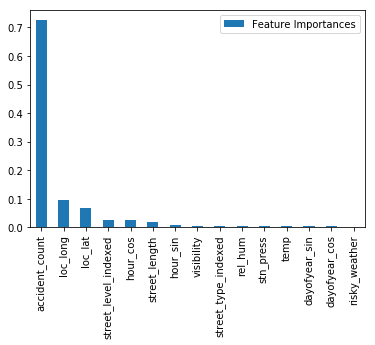 Feature Importances
0.7
0.6
0.5
0.4
0.3
0.2
0.1
0.0
accident_count
loc_long
loc_lat
street_level_indexed
hour_cos
street_length
hour_sin
visibility
street_type_indexed
rel_hum
stn_press
temp
dayofyear_sin
dayofyear_cos
risky_weather